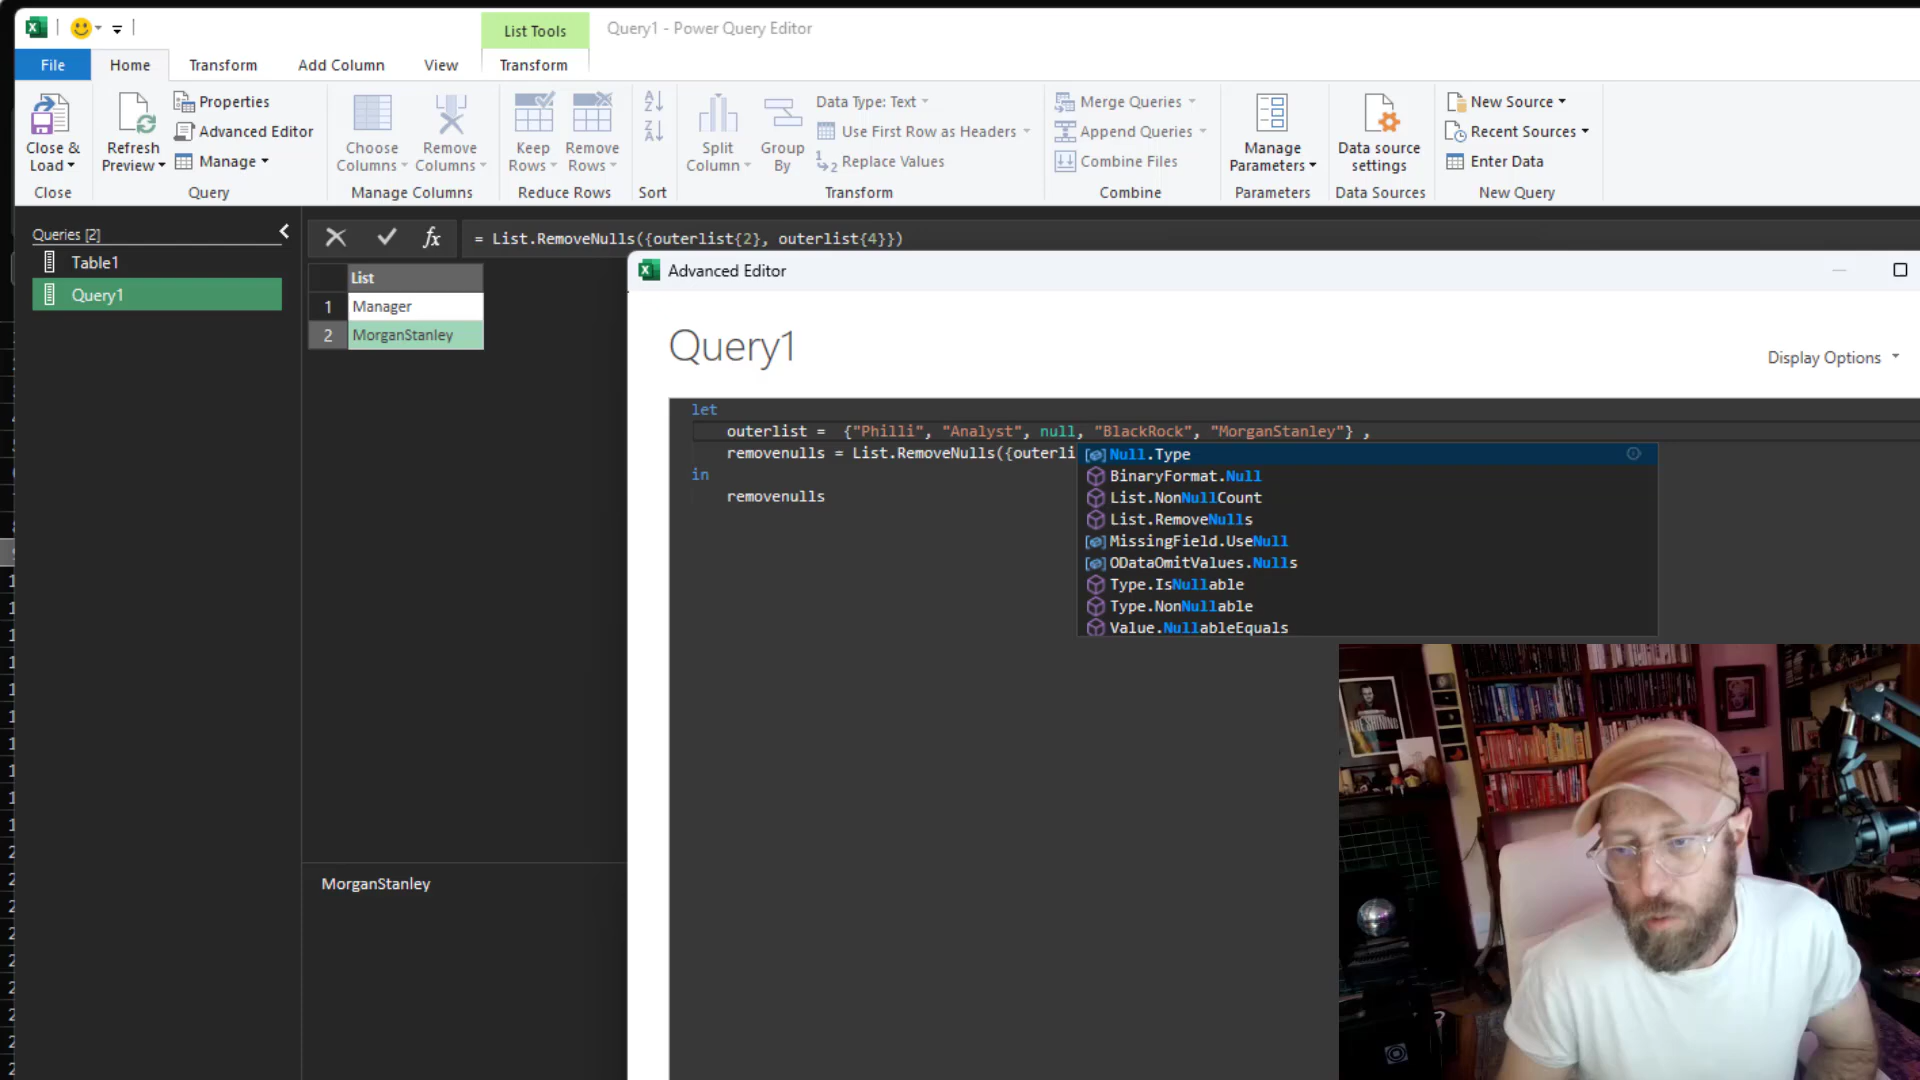 List Tools
Query1 - Power Query Editor
File
Home
Transform
Add Column
View
Transform
Close &
Load
Refresh
Preview
Properties
Advanced Editor
Manage
Choose
Columns
Remove
Columns
Keep
Rows
Remove
Rows
Split
Column
Group
By
Data Type: Text
Use First Row as Headers
Replace Values
Merge Queries
Append Queries
Combine Files
Manage
Parameters
Data source
settings
New Source
Recent Sources
Enter Data
Close
Query
Manage Columns
Reduce Rows
Sort
Transform
Combine
Parameters
Data Sources
New Query
Queries [2]
Table1
Query1
fx
= List.RemoveNulls({outerlist{2}, outerlist{4}})
List
1 Manager
2 MorganStanley
MorganStanley
Advanced Editor
Query1
Display Options
let
outerlist = {"Philli", "Analyst", null, "BlackRock", "MorganStanley"} ,
removenulls = List.RemoveNulls({outerli
in
removenulls
Null.Type
BinaryFormat.Null
List.NonNullCount
List.RemoveNulls
MissingField.UseNull
ODataOmitValues.Nulls
Type.IsNullable
Type.NonNullable
Value.NullableEquals
THE SHINING